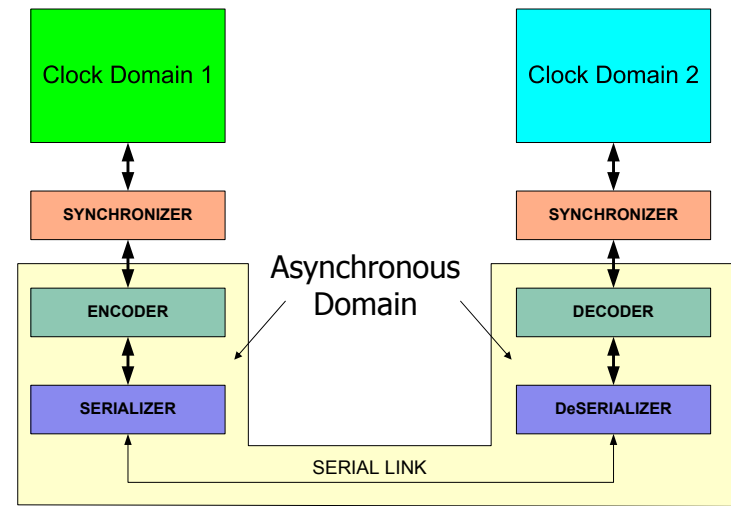 Clock Domain 1
Clock Domain 2
SYNCHRONIZER
SYNCHRONIZER
Asynchronous
Domain
ENCODER
DECODER
SERIALIZER
DeSERIALIZER
SERIAL LINK